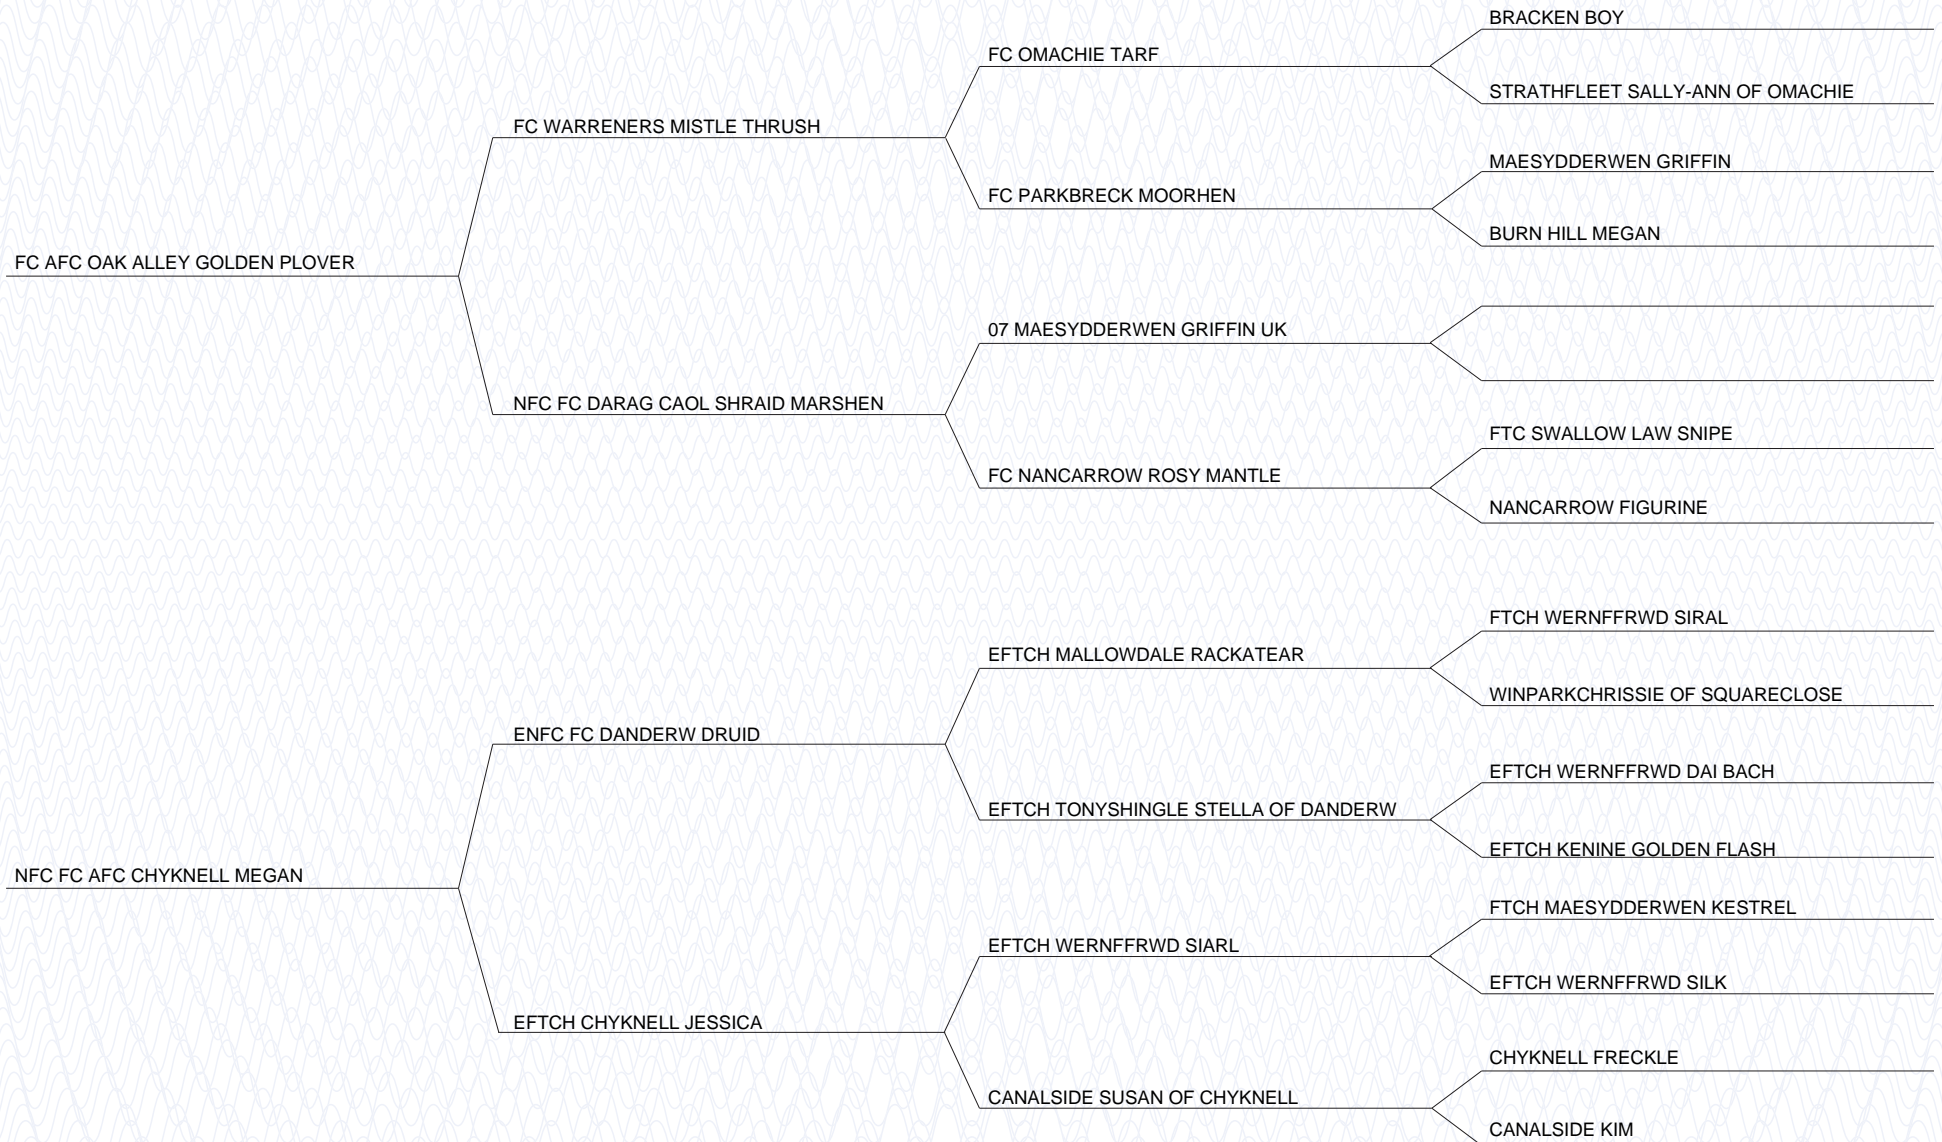 BRACKEN BOY
FC OMACHIE TARF
STRATHFLEET SALLY-ANN OF OMACHIE
FC WARRENERS MISTLE THRUSH
MAESYDDERWEN GRIFFIN
FC PARKBRECK MOORHEN
BURN HILL MEGAN
FC AFC OAK ALLEY GOLDEN PLOVER
07 MAESYDDERWEN GRIFFIN UK
NFC FC DARAG CAOL SHRAID MARSHEN
FTC SWALLOW LAW SNIPE
FC NANCARROW ROSY MANTLE
NANCARROW FIGURINE
FTCH WERNFFRWD SIRAL
EFTCH MALLOWDALE RACKATEAR
WINPARKCHRISSIE OF SQUARECLOSE
ENFC FC DANDERW DRUID
EFTCH WERNFFRWD DAI BACH
EFTCH TONYSHINGLE STELLA OF DANDERW
EFTCH KENINE GOLDEN FLASH
NFC FC AFC CHYKNELL MEGAN
FTCH MAESYDDERWEN KESTREL
EFTCH WERNFFRWD SIARL
EFTCH WERNFFRWD SILK
EFTCH CHYKNELL JESSICA
CHYKNELL FRECKLE
CANALSIDE SUSAN OF CHYKNELL
CANALSIDE KIM